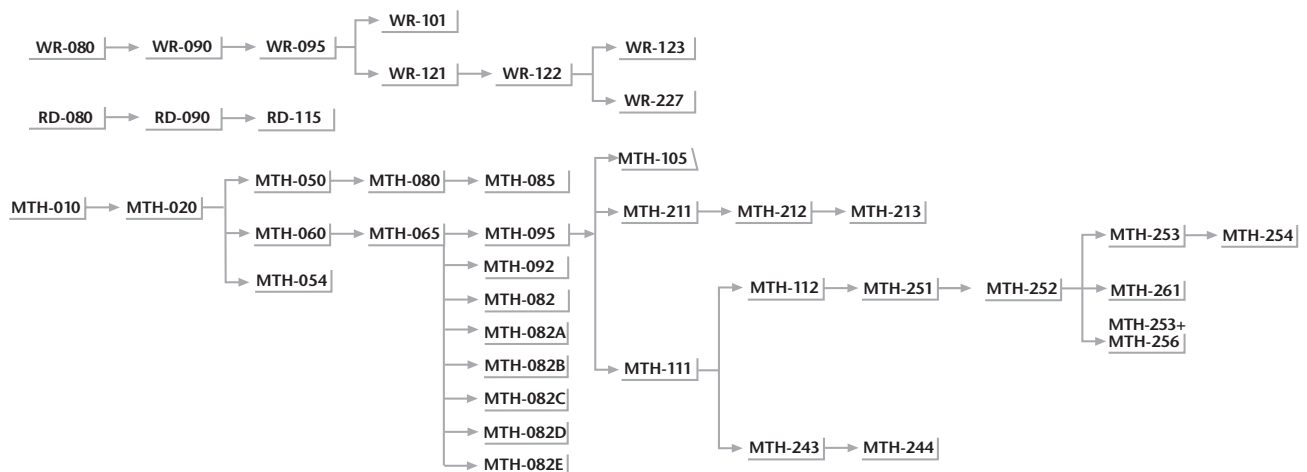 WR-101
WR-080 WR-090 WR-095 WR-123
WR-121 WR-122
WR-227
RD-080 RD-090 RD-115
MTH-105
MTH-050 MTH-080 MTH-085
MTH-010 MTH-020 MTH-211 MTH-212 MTH-213
MTH-060 MTH-065 MTH-095 MTH-253 MTH-254
MTH-092
MTH-054 MTH-112 MTH-251 MTH-252 MTH-261
MTH-082
MTH-253+
MTH-082A MTH-256
MTH-082B
MTH-111
MTH-082C
MTH-082D
MTH-243 MTH-244
MTH-082E